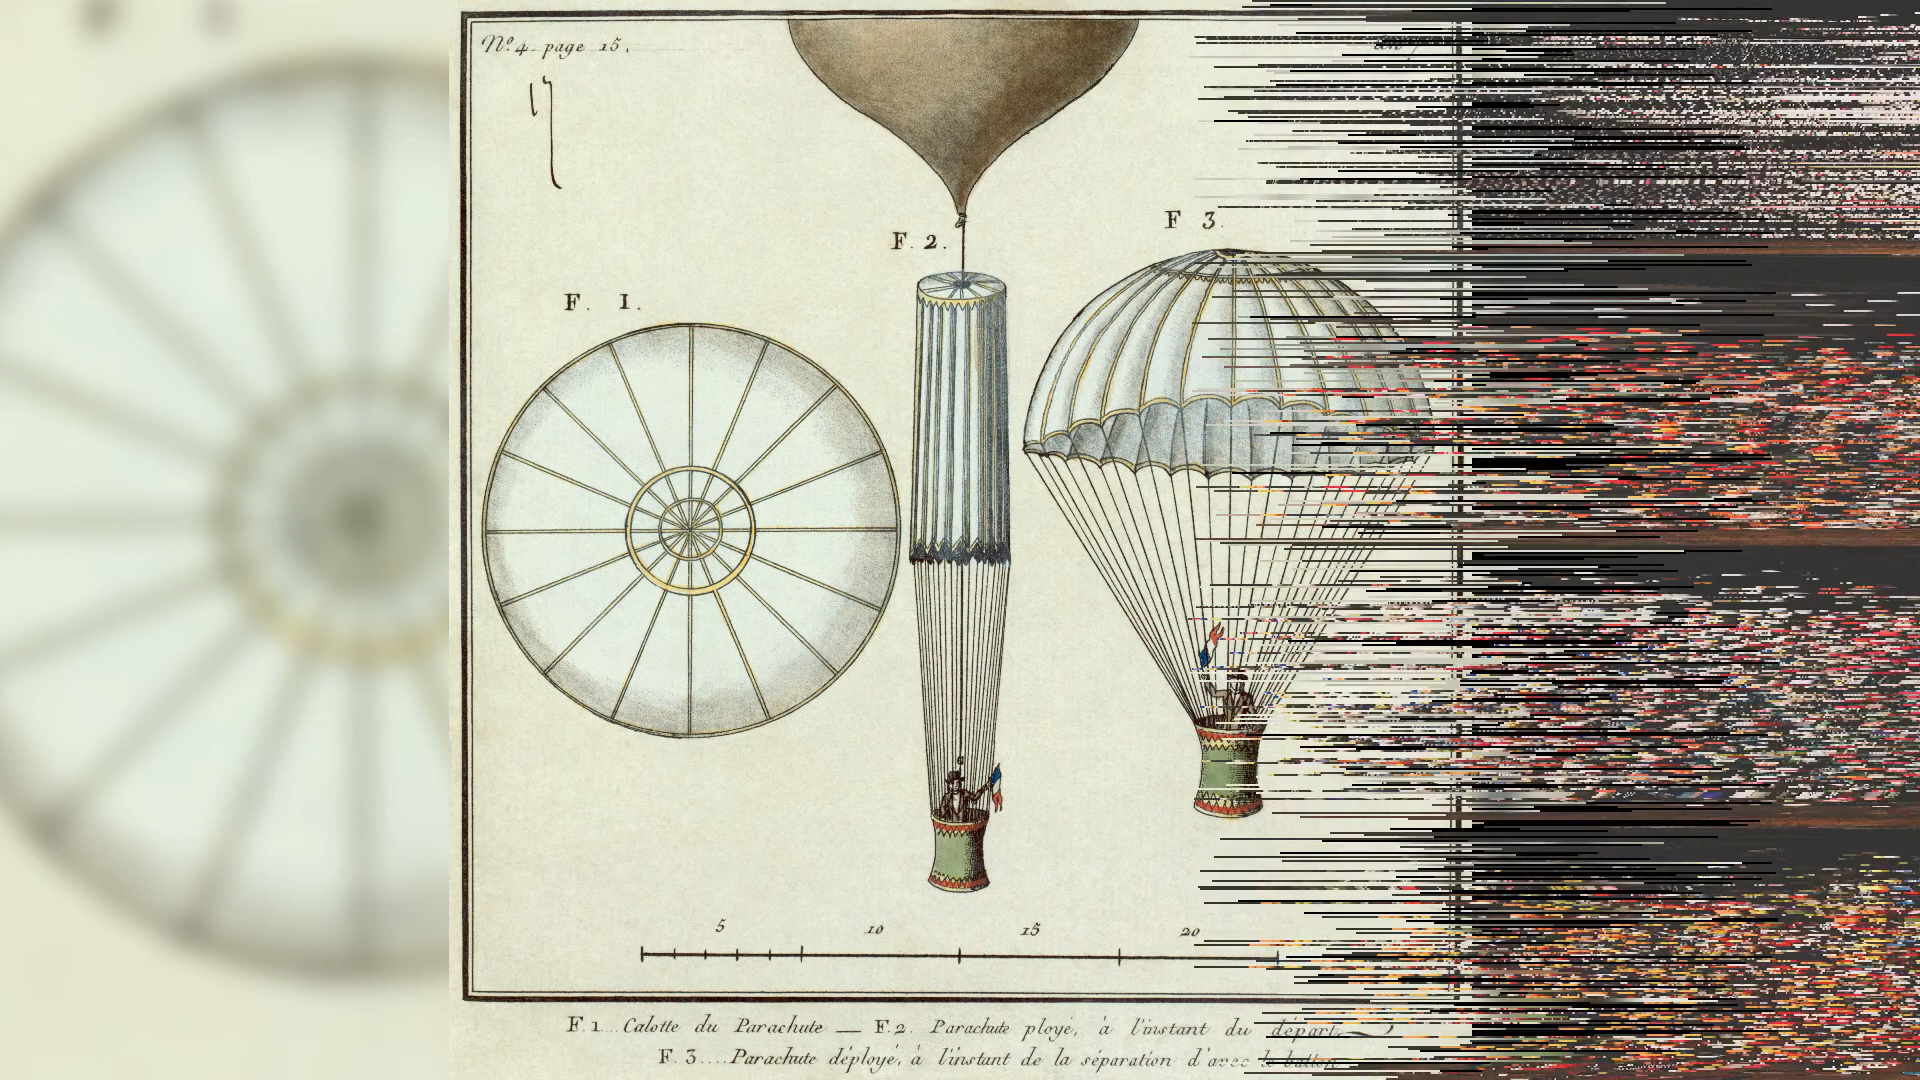 Nº 4. page 15.
17
F. 2.
F 3.
F. 1.
5 10 15 20
F. 1... Calotte du Parachute — F. 2. Parachute ployé, à l'instant du départ.
F. 3.... Parachute déployé, à l'instant de la séparation d'avec le